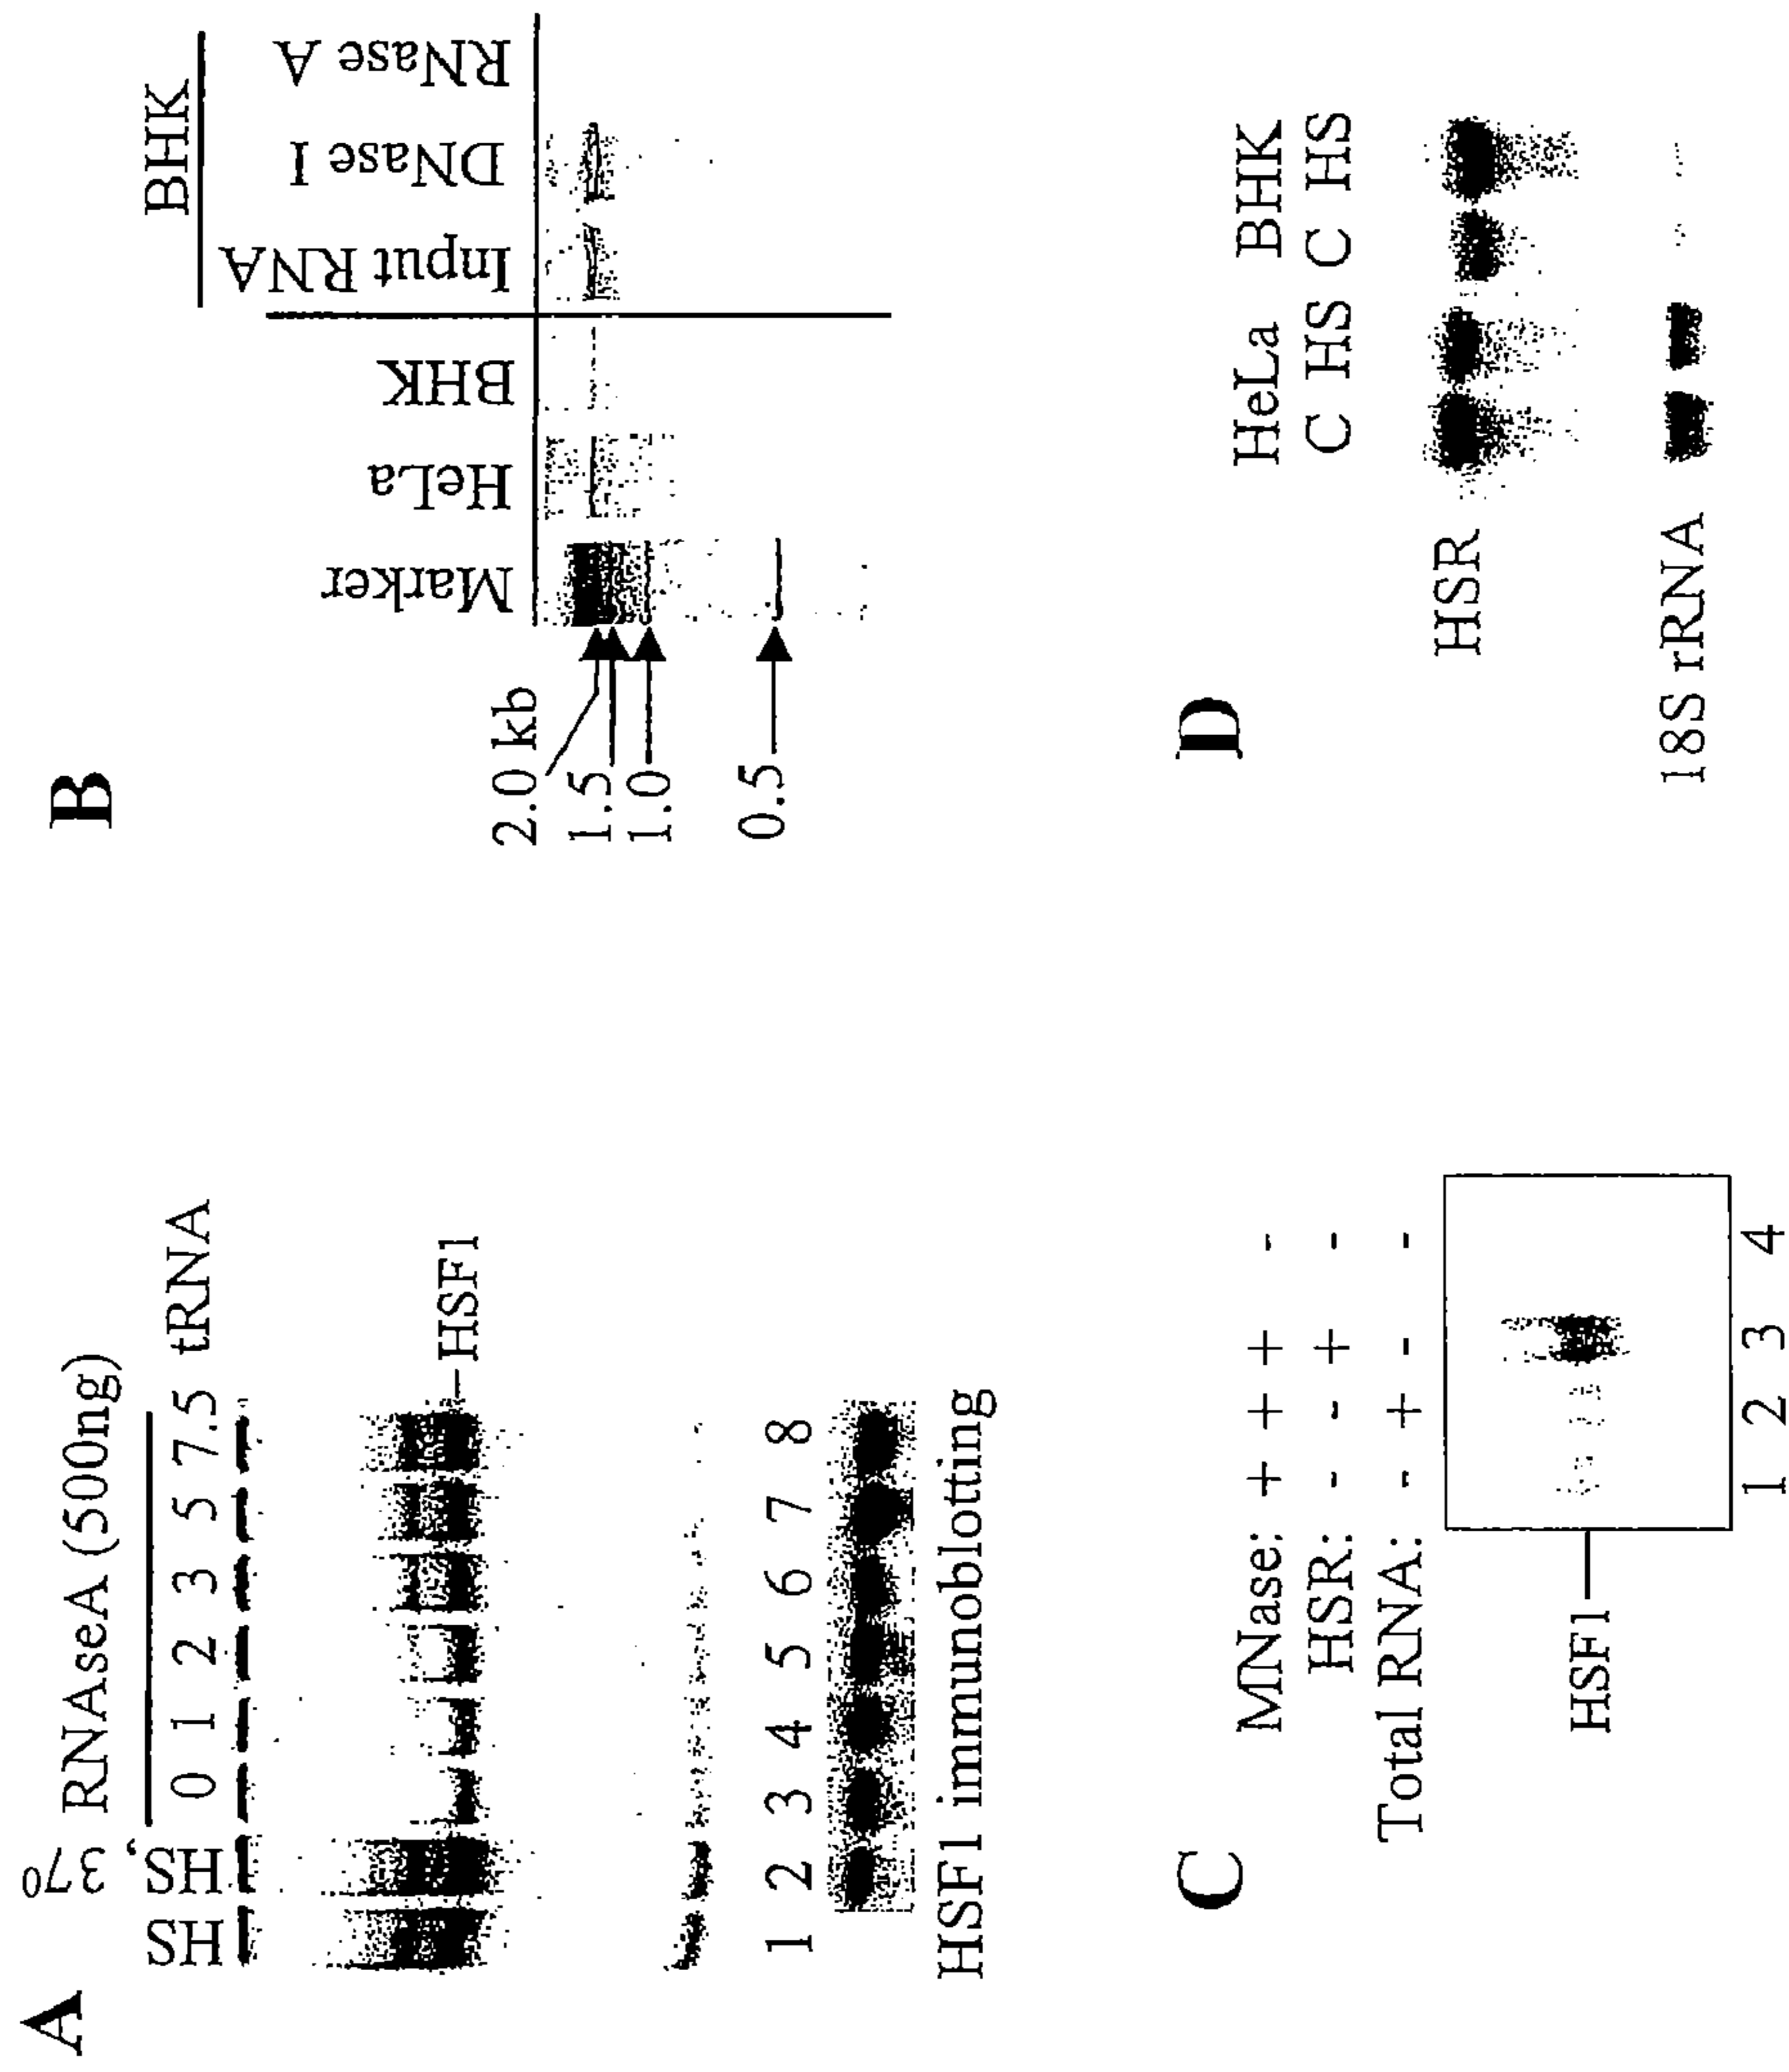 A
RNAseA (500ng)
HS HS, 37⁰ 0 1 2 3 5 7.5 tRNA
HSF1
1 2 3 4 5 6 7 8
HSF1 immunoblotting
B
BHK
Marker HeLa BHK Input RNA DNase I RNase A
2.0 kb
1.5
1.0
0.5
C
MNase: + + + -
HSR: - - + -
Total RNA: - + - -
HSF1
1 2 3 4
D
HeLa BHK
C HS C HS
HSR
18S rRNA